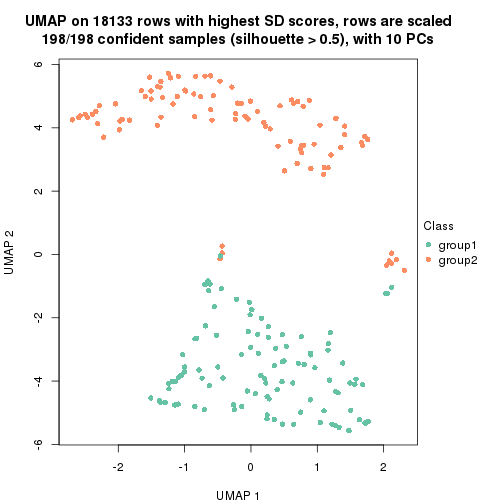 UMAP on 18133 rows with highest SD scores, rows are scaled
198/198 confident samples (silhouette > 0.5), with 10 PCs
6
4
2
0
-2
-4
-6
UMAP 2
-2
-1
0
1
2
UMAP 1
Class
group1
group2